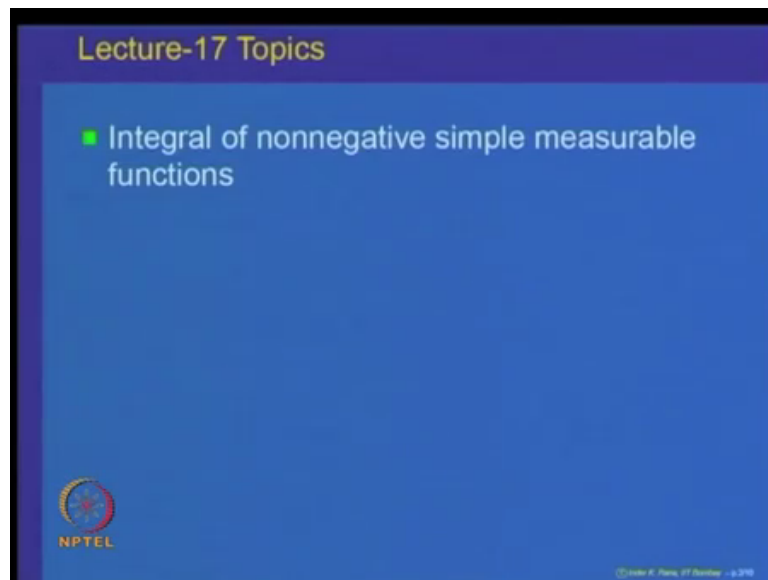 Lecture-17 Topics
Integral of nonnegative simple measurable
functions
NPTEL